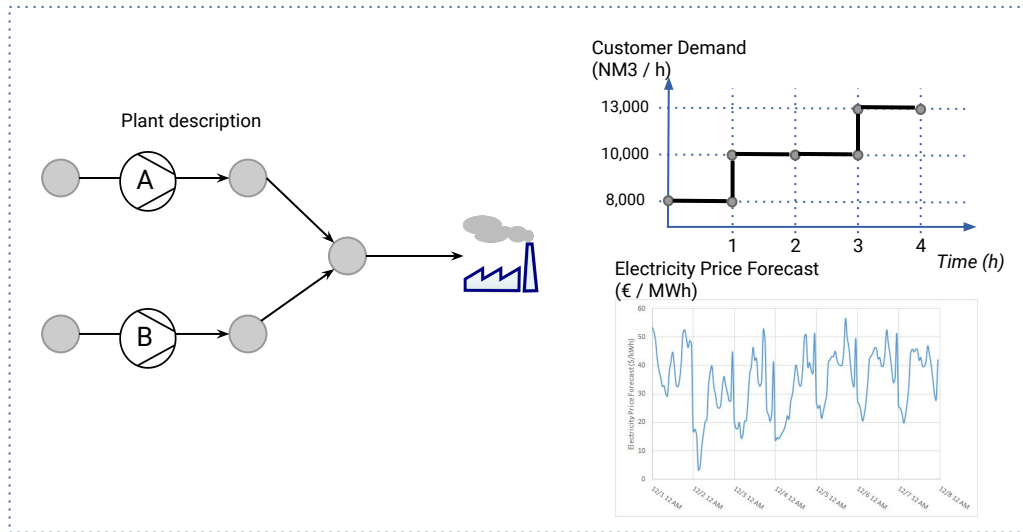 Customer Demand
(NM3 / h)
13,000
10,000
8,000
1 2 3 4
Time (h)
Plant description
A
B
Electricity Price Forecast
(€ / MWh)
60
50
40
30
20
10
0
Electricity Price Forecast ($/kWh)
12/1 12 AM
12/2 12 AM
12/3 12 AM
12/4 12 AM
12/5 12 AM
12/6 12 AM
12/7 12 AM
12/8 12 AM